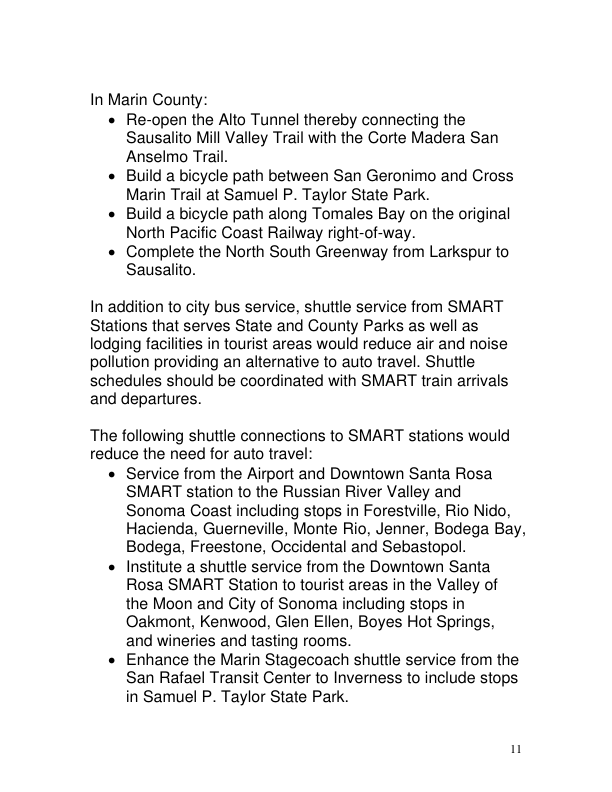 In Marin County:
• Re-open the Alto Tunnel thereby connecting the
Sausalito Mill Valley Trail with the Corte Madera San
Anselmo Trail.
• Build a bicycle path between San Geronimo and Cross
Marin Trail at Samuel P. Taylor State Park.
• Build a bicycle path along Tomales Bay on the original
North Pacific Coast Railway right-of-way.
• Complete the North South Greenway from Larkspur to
Sausalito.
In addition to city bus service, shuttle service from SMART
Stations that serves State and County Parks as well as
lodging facilities in tourist areas would reduce air and noise
pollution providing an alternative to auto travel. Shuttle
schedules should be coordinated with SMART train arrivals
and departures.
The following shuttle connections to SMART stations would
reduce the need for auto travel:
• Service from the Airport and Downtown Santa Rosa
SMART station to the Russian River Valley and
Sonoma Coast including stops in Forestville, Rio Nido,
Hacienda, Guerneville, Monte Rio, Jenner, Bodega Bay,
Bodega, Freestone, Occidental and Sebastopol.
• Institute a shuttle service from the Downtown Santa
Rosa SMART Station to tourist areas in the Valley of
the Moon and City of Sonoma including stops in
Oakmont, Kenwood, Glen Ellen, Boyes Hot Springs,
and wineries and tasting rooms.
• Enhance the Marin Stagecoach shuttle service from the
San Rafael Transit Center to Inverness to include stops
in Samuel P. Taylor State Park.
11